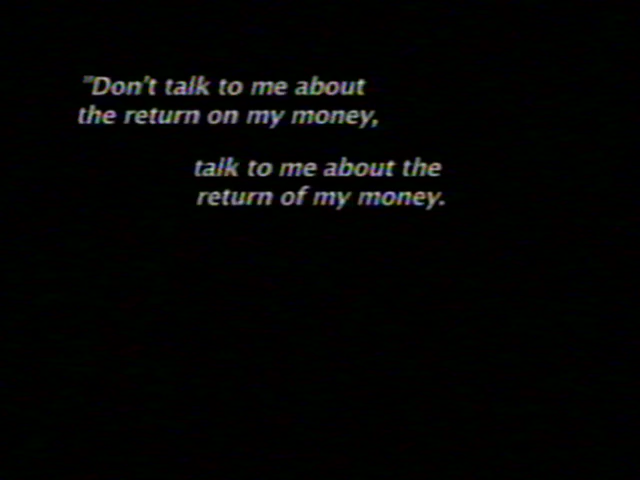 "Don't talk to me about
the return on my money,
talk to me about the
return of my money.